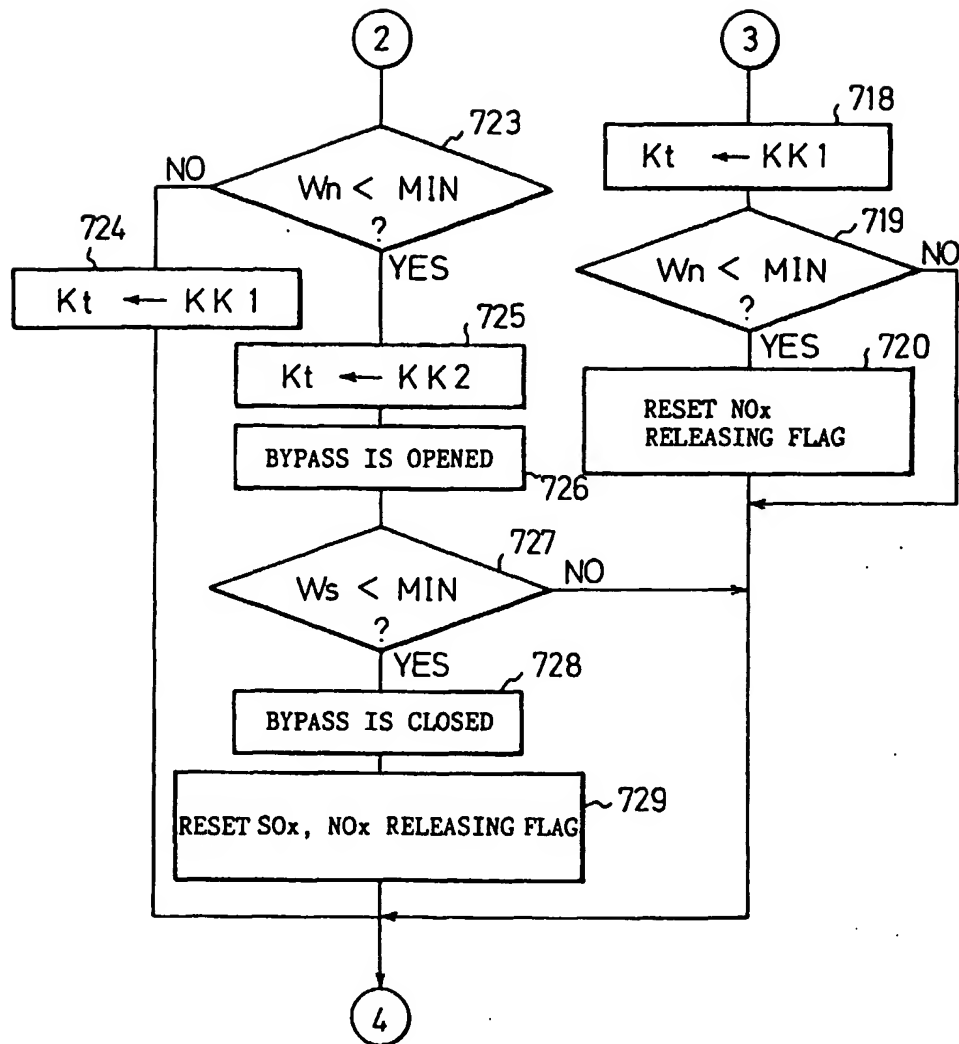 2
3
718
Kt ← KK1
723
NO
Wn < MIN
?
YES
719
NO
Wn < MIN
?
YES
724
Kt ← KK1
725
Kt ← KK2
720
RESET NOx
RELEASING FLAG
BYPASS IS OPENED
726
727
Ws < MIN
?
NO
YES
728
BYPASS IS CLOSED
729
RESET SOx, NOx RELEASING FLAG
4